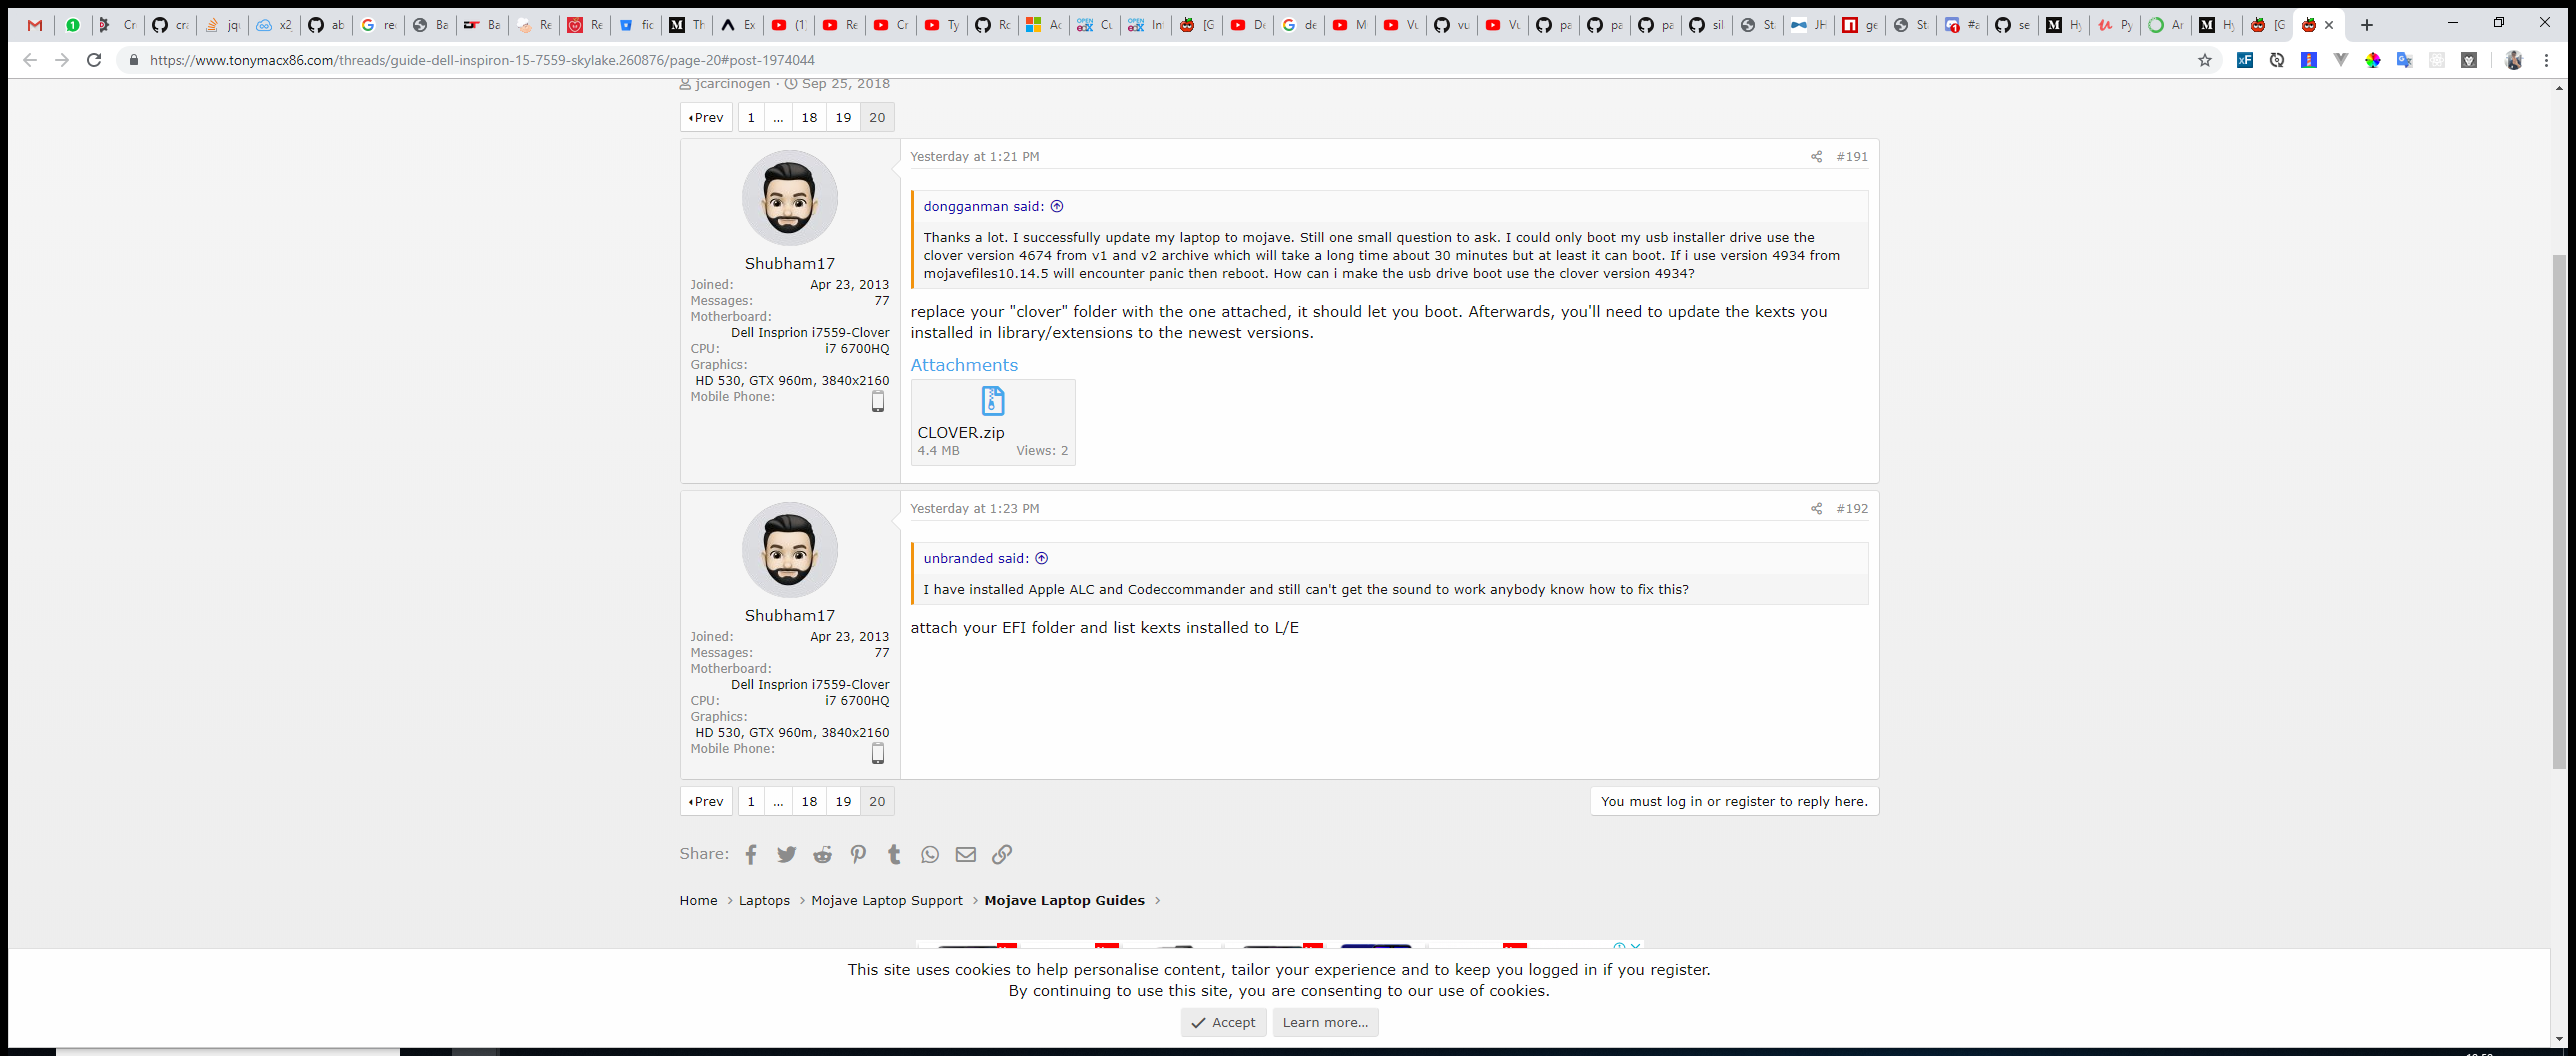 https://www.tonymacx86.com/threads/guide-dell-inspiron-15-7559-skylake.260876/page-20#post-1974044
jcarcinogen · Sep 25, 2018
Prev 1 ... 18 19 20
Yesterday at 1:21 PM #191
Shubham17
Joined: Apr 23, 2013
Messages: 77
Motherboard:
Dell Insprion i7559-Clover
CPU: i7 6700HQ
Graphics:
HD 530, GTX 960m, 3840x2160
Mobile Phone:
dongganman said:
Thanks a lot. I successfully update my laptop to mojave. Still one small question to ask. I could only boot my usb installer drive use the
clover version 4674 from v1 and v2 archive which will take a long time about 30 minutes but at least it can boot. If i use version 4934 from
mojavefiles10.14.5 will encounter panic then reboot. How can i make the usb drive boot use the clover version 4934?
replace your "clover" folder with the one attached, it should let you boot. Afterwards, you'll need to update the kexts you
installed in library/extensions to the newest versions.
Attachments
CLOVER.zip
4.4 MB Views: 2
Yesterday at 1:23 PM #192
Shubham17
Joined: Apr 23, 2013
Messages: 77
Motherboard:
Dell Insprion i7559-Clover
CPU: i7 6700HQ
Graphics:
HD 530, GTX 960m, 3840x2160
Mobile Phone:
unbranded said:
I have installed Apple ALC and Codeccommander and still can't get the sound to work anybody know how to fix this?
attach your EFI folder and list kexts installed to L/E
Prev 1 ... 18 19 20
You must log in or register to reply here.
Share:
Home › Laptops › Mojave Laptop Support › Mojave Laptop Guides ›
This site uses cookies to help personalise content, tailor your experience and to keep you logged in if you register.
By continuing to use this site, you are consenting to our use of cookies.
Accept Learn more...